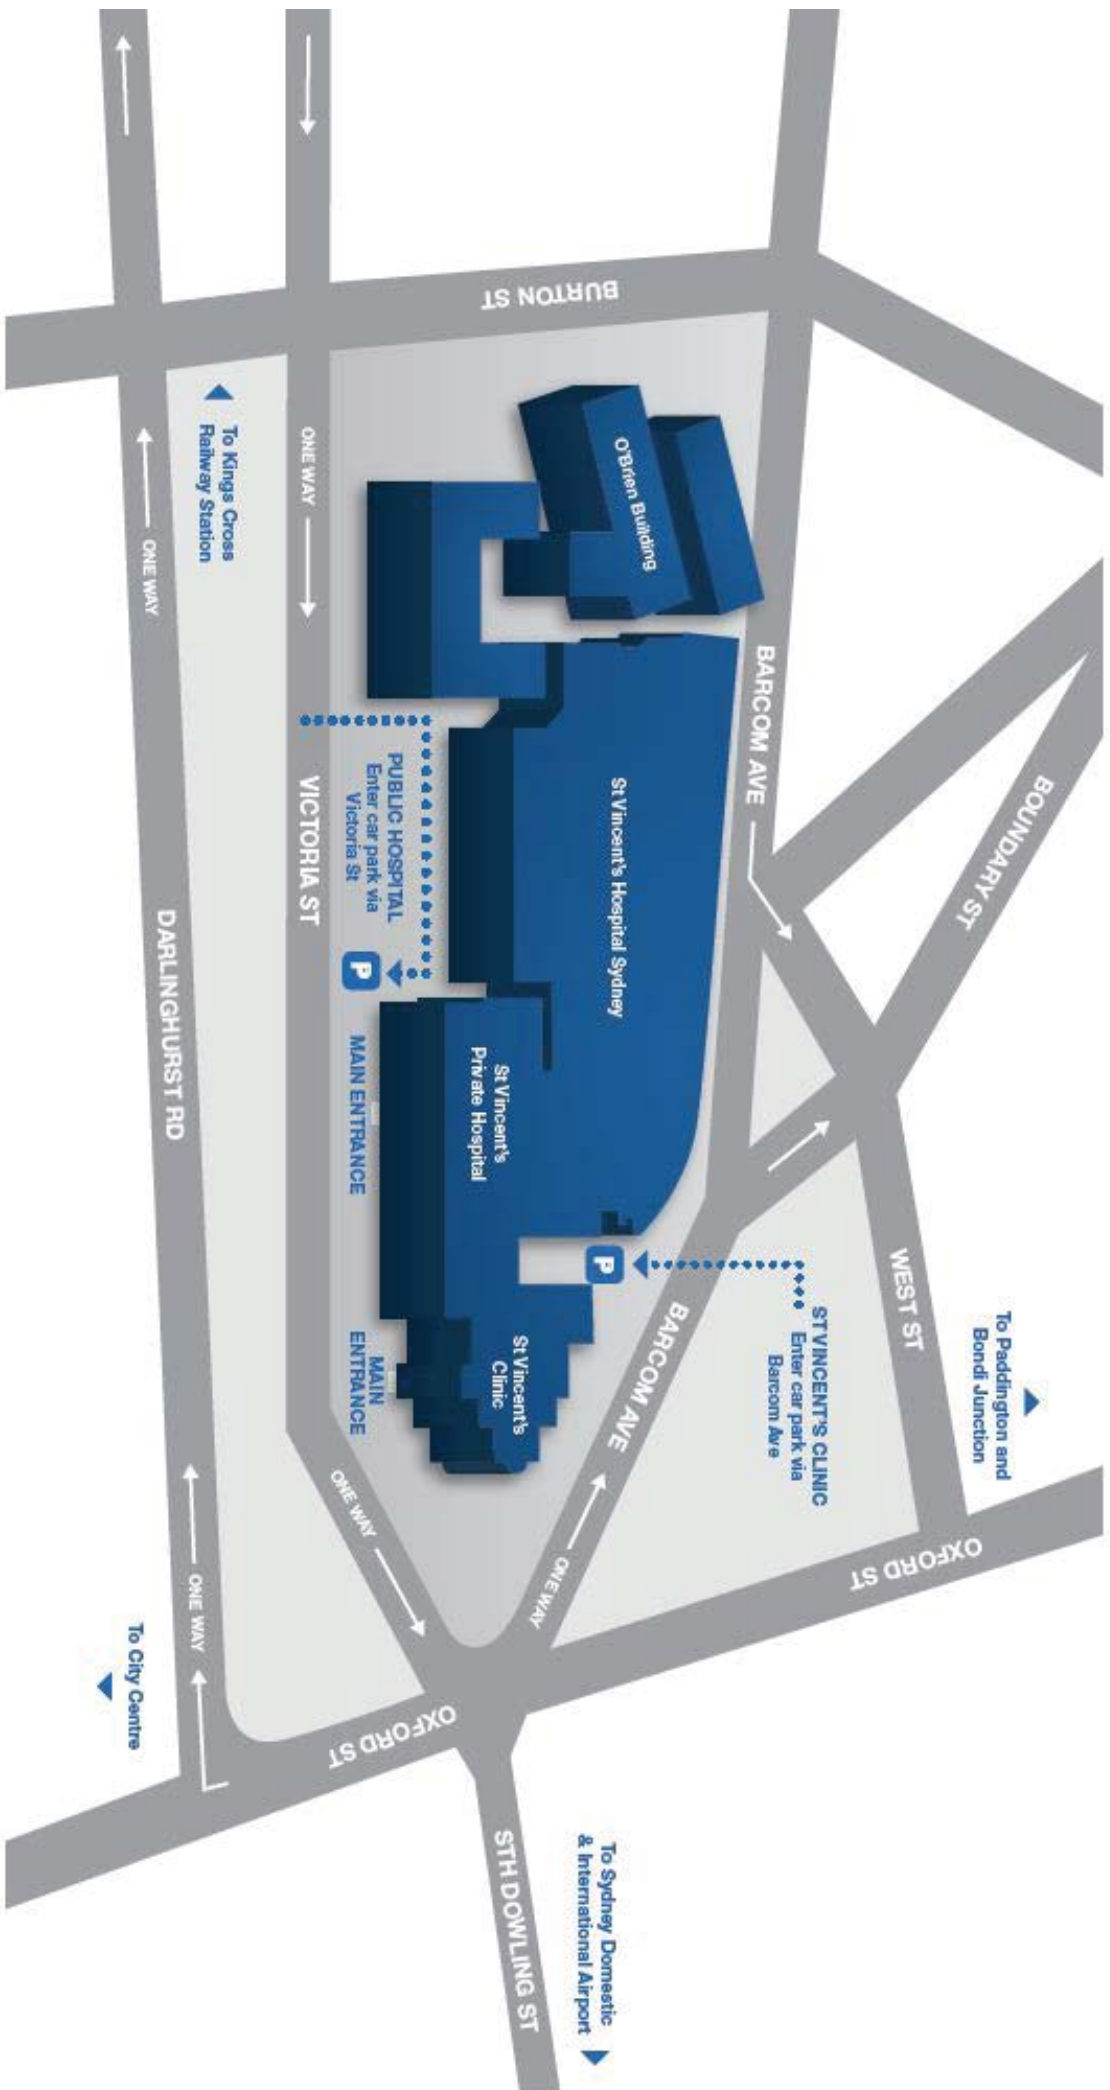 BURTON ST
To Kings Cross
Railway Station
ONE WAY
ONE WAY
O'Brien Building
BARCOM AVE
BOUNDARY ST
St Vincent's Hospital Sydney
PUBLIC HOSPITAL
Enter car park via
Victoria St
P
VICTORIA ST
DARLINGHURST RD
MAIN ENTRANCE
St Vincent's
Private Hospital
P
ST VINCENT'S CLINIC
Enter car park via
Barcom Ave
WEST ST
To Paddington and
Bondi Junction
BARCOM AVE
St Vincent's
Clinic
MAIN
ENTRANCE
ONE WAY
ONE WAY
OXFORD ST
ONE WAY
To City Centre
OXFORD ST
STH DOWLING ST
To Sydney Domestic
& International Airport